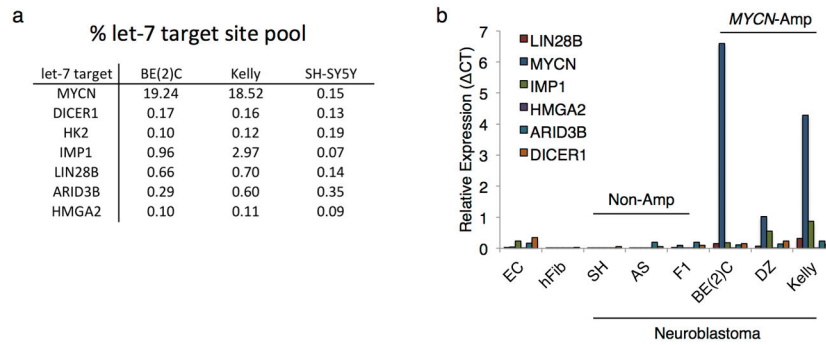 a
% let-7 target site pool
let-7 target BE(2)C Kelly SH-SY5Y
MYCN 19.24 18.52 0.15
DICER1 0.17 0.16 0.13
HK2 0.10 0.12 0.19
IMP1 0.96 2.97 0.07
LIN28B 0.66 0.70 0.14
ARID3B 0.29 0.60 0.35
HMGA2 0.10 0.11 0.09
b
MYCN-Amp
LIN28B
MYCN
IMP1
HMGA2
ARID3B
DICER1
Non-Amp
Relative Expression (ΔCT)
7
6
5
4
3
2
1
0
EC hFib SH AS F1 BE(2)C DZ Kelly
Neuroblastoma